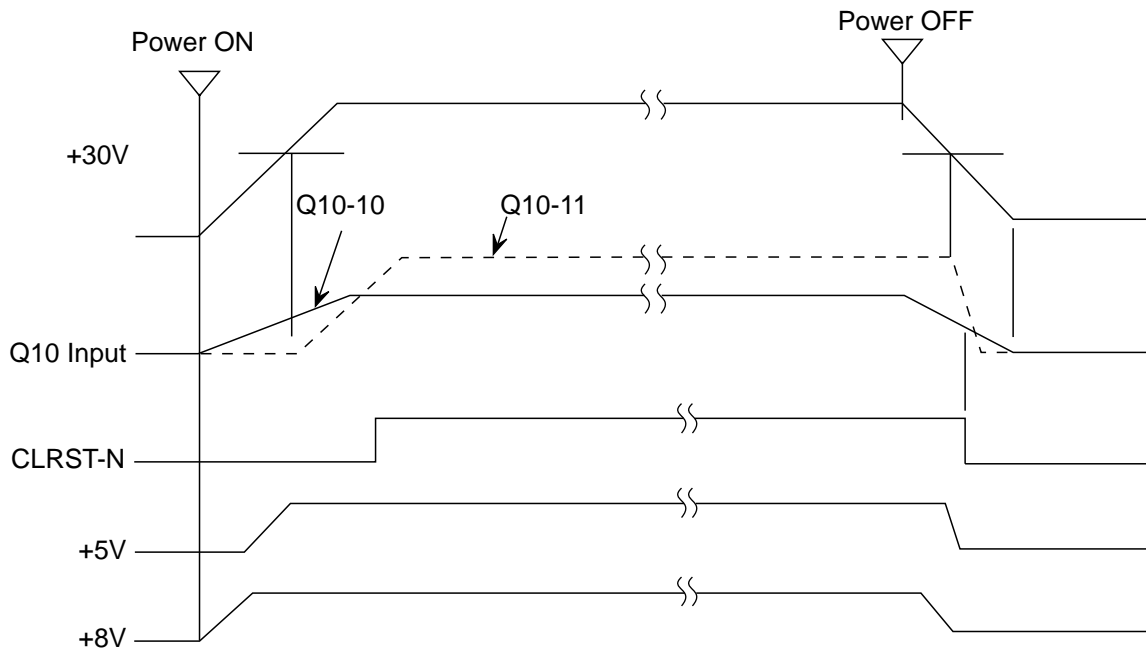 Power ON
Power OFF
+30V
Q10-10
Q10-11
Q10 Input
CLRST-N
+5V
+8V